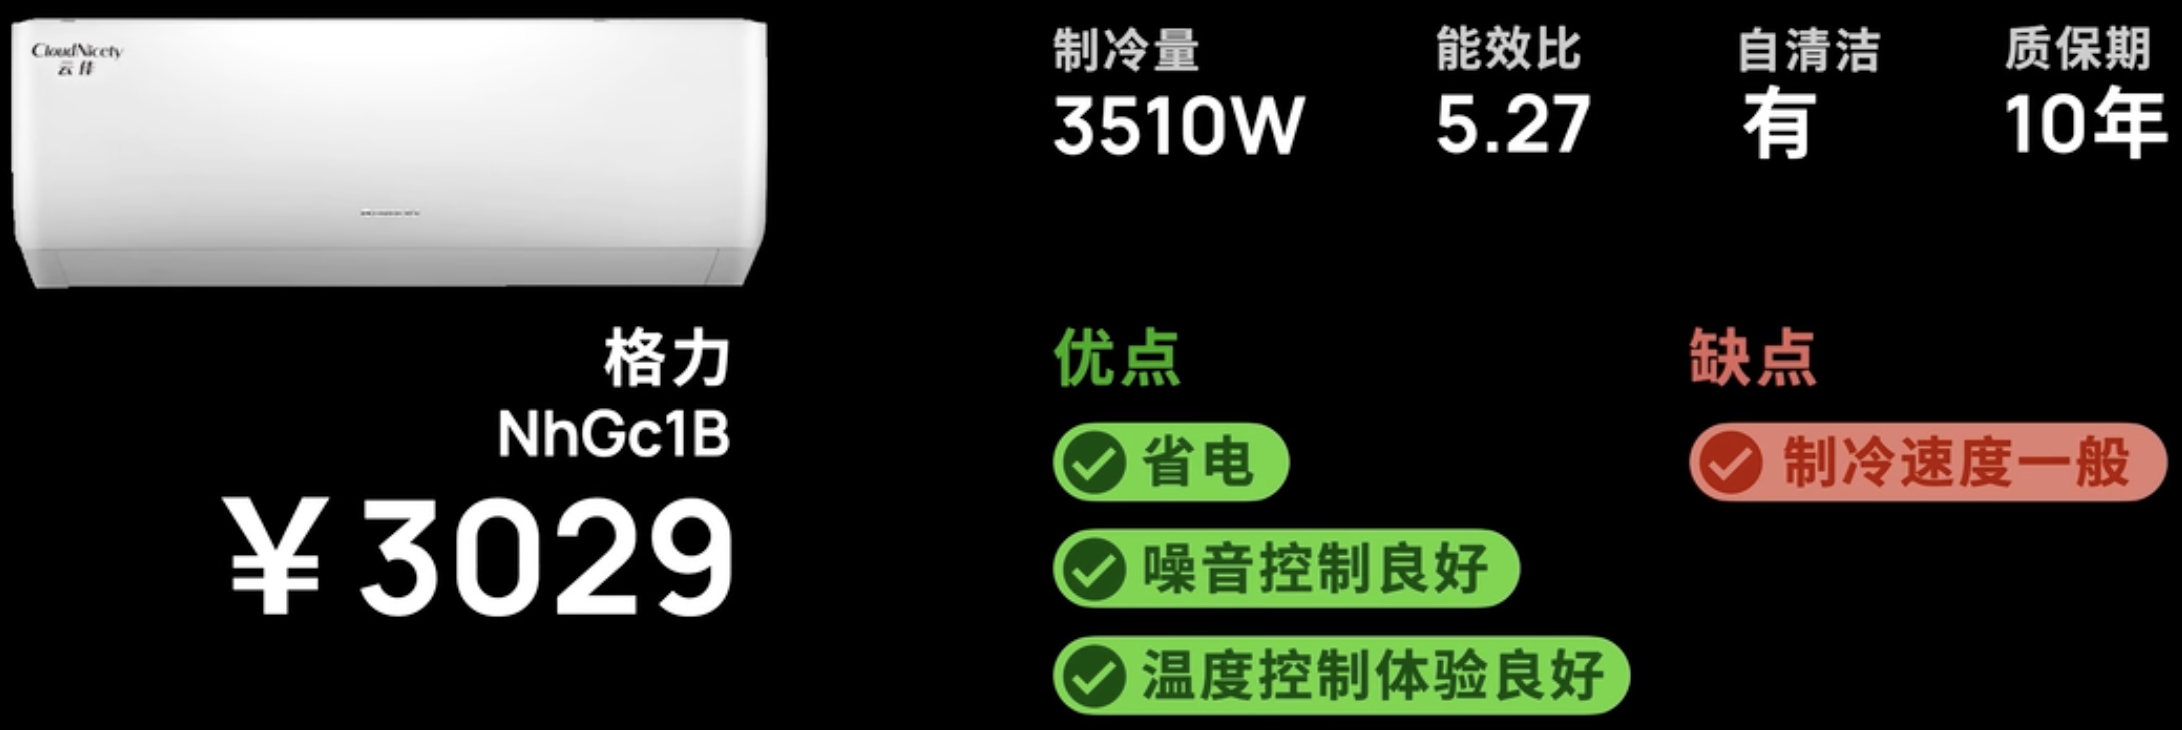 CloudNicety
云佳
格力
NhGc1B
¥3029
制冷量
3510W
能效比
5.27
自清洁
有
质保期
10年
优点
省电
噪音控制良好
温度控制体验良好
缺点
制冷速度一般